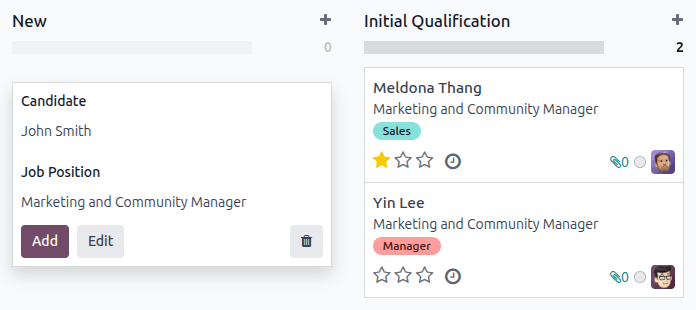 New
0
Candidate
John Smith
Job Position
Marketing and Community Manager
Add Edit
Initial Qualification
2
Meldona Thang
Marketing and Community Manager
Sales
0
Yin Lee
Marketing and Community Manager
Manager
0